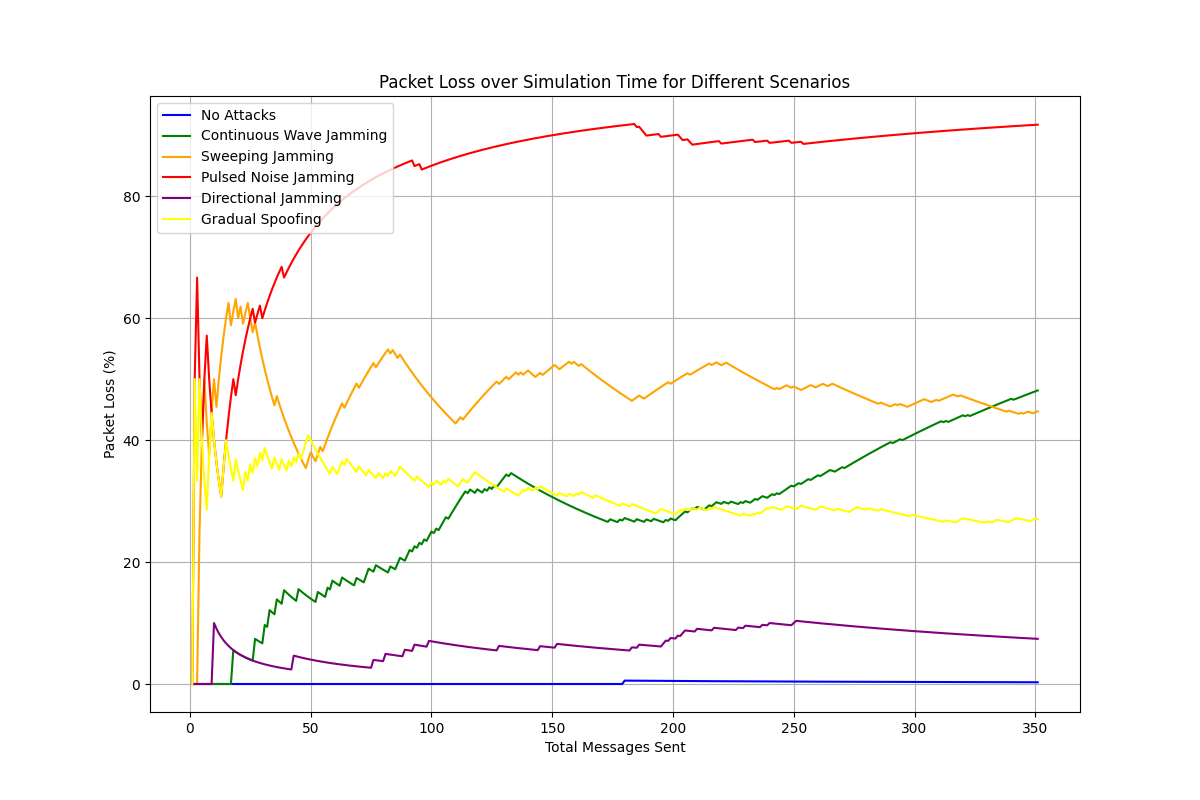 Packet Loss over Simulation Time for Different Scenarios
No Attacks
Continuous Wave Jamming
Sweeping Jamming
Pulsed Noise Jamming
Directional Jamming
Gradual Spoofing
Packet Loss (%)
80
60
40
20
0
0 50 100 150 200 250 300 350
Total Messages Sent